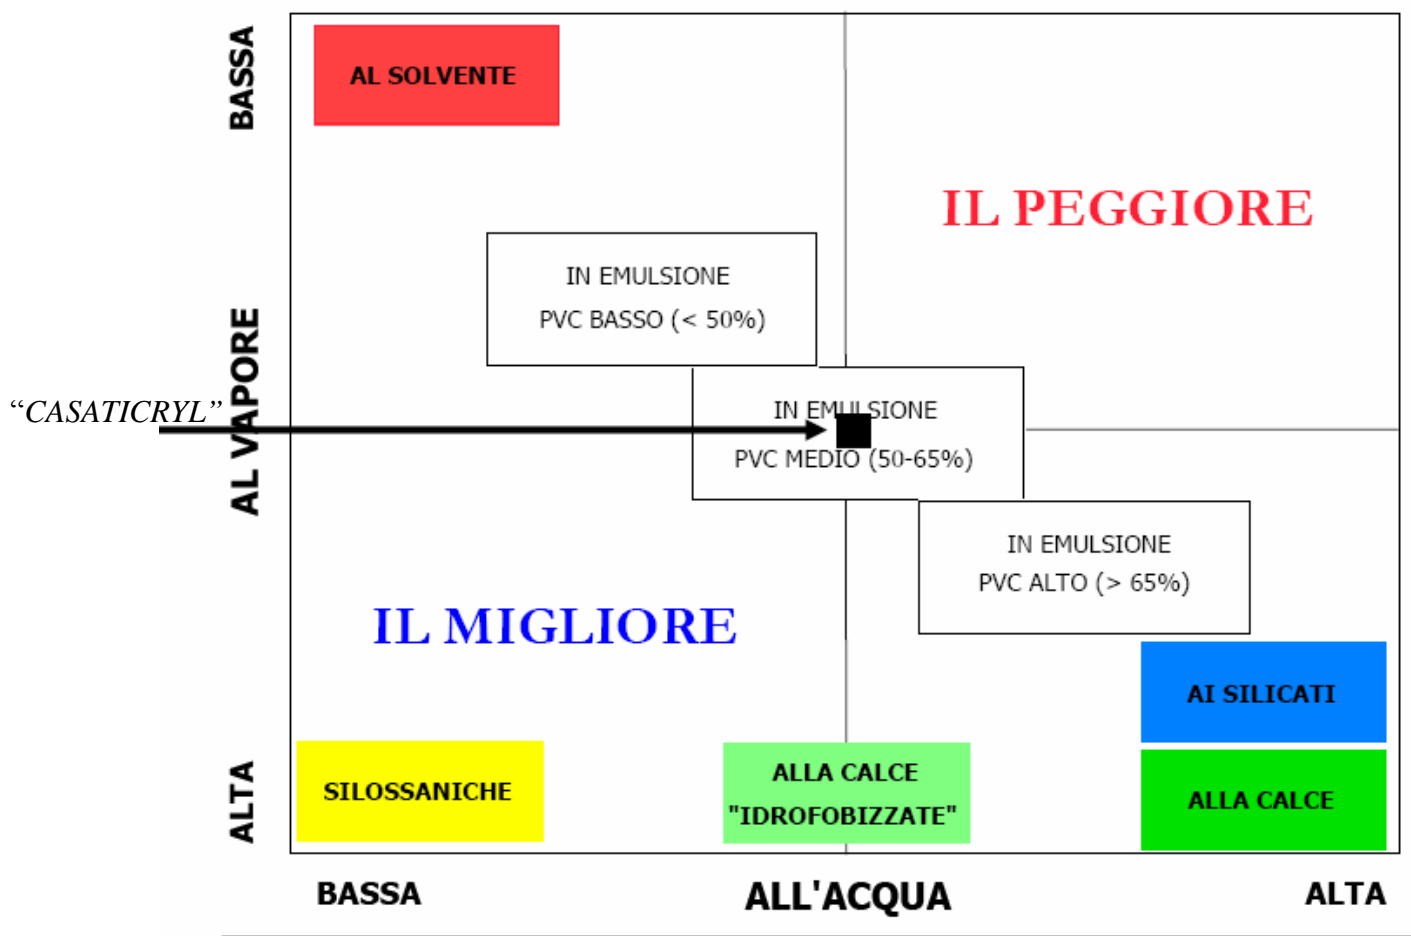 BASSA
AL SOLVENTE
IL PEGGIORE
IN EMULSIONE
PVC BASSO (< 50%)
AL VAPORE
“CASATICRYL”
IN EMULSIONE
PVC MEDIO (50-65%)
IN EMULSIONE
PVC ALTO (> 65%)
IL MIGLIORE
AI SILICATI
ALTA
SILOSSANICHE
ALLA CALCE
"IDROFOBIZZATE"
ALLA CALCE
BASSA
ALL'ACQUA
ALTA